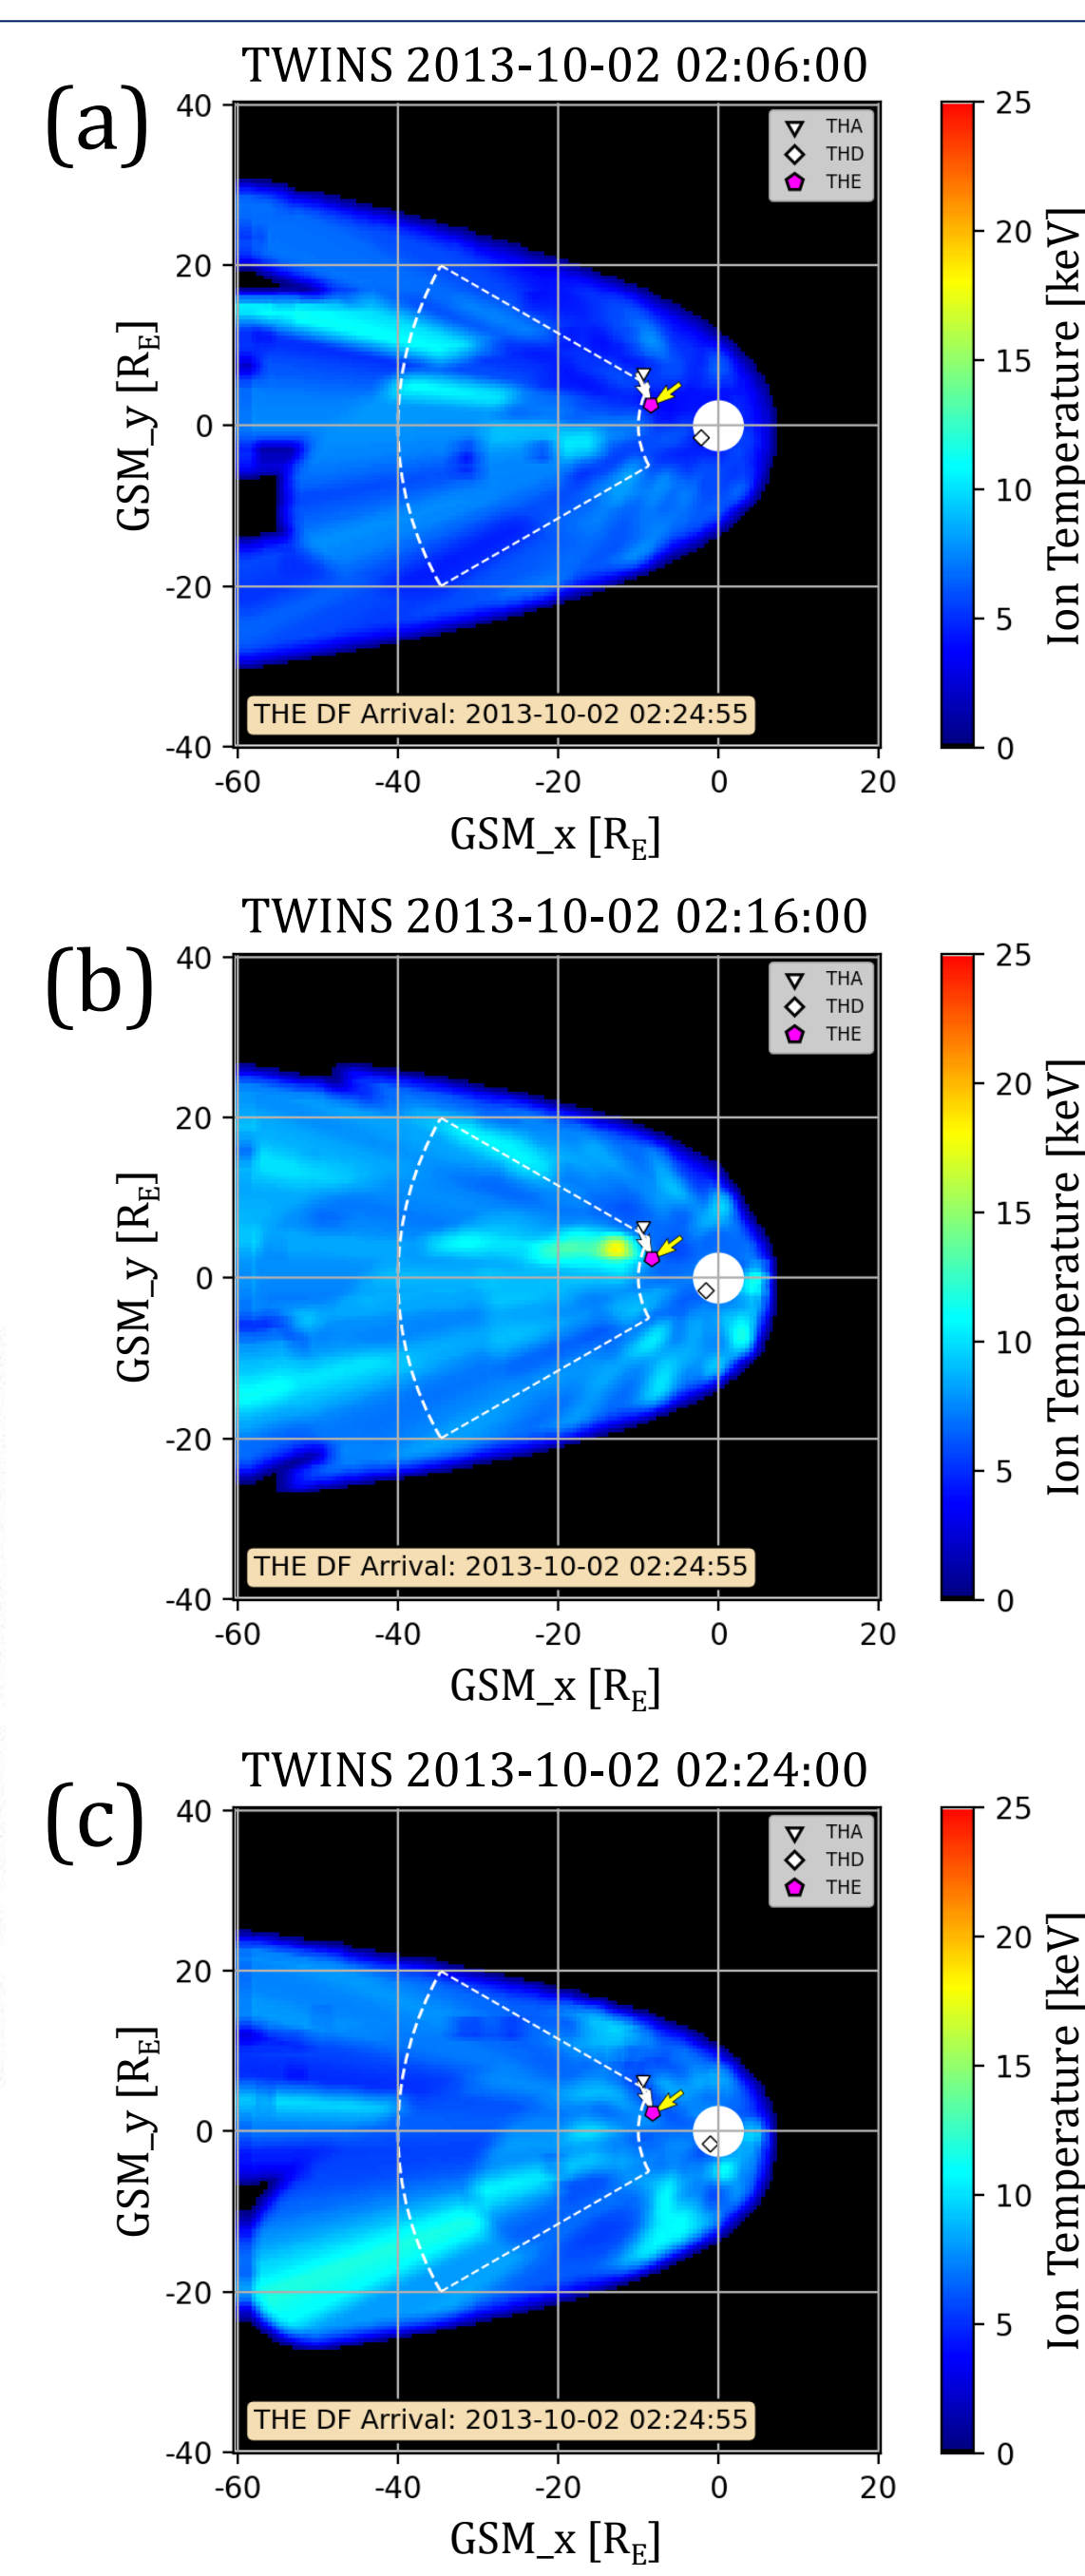 TWINS 2013-10-02 02:06:00
(a)
40
20
0
-20
-40
GSM_y [R_E]
THA
THD
THE
THE DF Arrival: 2013-10-02 02:24:55
-60 -40 -20 0 20
GSM_x [R_E]
25
20
15
10
5
0
Ion Temperature [keV]
TWINS 2013-10-02 02:16:00
(b)
40
20
0
-20
-40
GSM_y [R_E]
THA
THD
THE
THE DF Arrival: 2013-10-02 02:24:55
-60 -40 -20 0 20
GSM_x [R_E]
25
20
15
10
5
0
Ion Temperature [keV]
TWINS 2013-10-02 02:24:00
(c)
40
20
0
-20
-40
GSM_y [R_E]
THA
THD
THE
THE DF Arrival: 2013-10-02 02:24:55
-60 -40 -20 0 20
GSM_x [R_E]
25
20
15
10
5
0
Ion Temperature [keV]